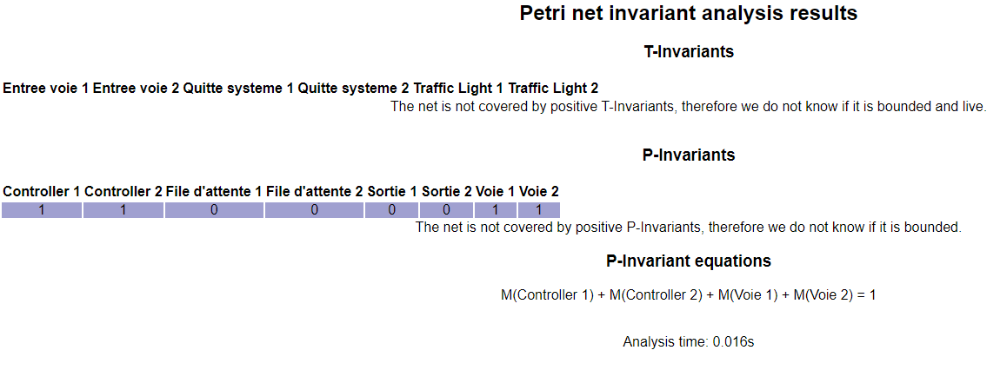 Petri net invariant analysis results
T-Invariants
Entree voie 1 Entree voie 2 Quitte systeme 1 Quitte systeme 2 Traffic Light 1 Traffic Light 2
The net is not covered by positive T-Invariants, therefore we do not know if it is bounded and live.
P-Invariants
Controller 1 Controller 2 File d'attente 1 File d'attente 2 Sortie 1 Sortie 2 Voie 1 Voie 2
1 1 0 0 0 0 1 1
The net is not covered by positive P-Invariants, therefore we do not know if it is bounded.
P-Invariant equations
M(Controller 1) + M(Controller 2) + M(Voie 1) + M(Voie 2) = 1
Analysis time: 0.016s